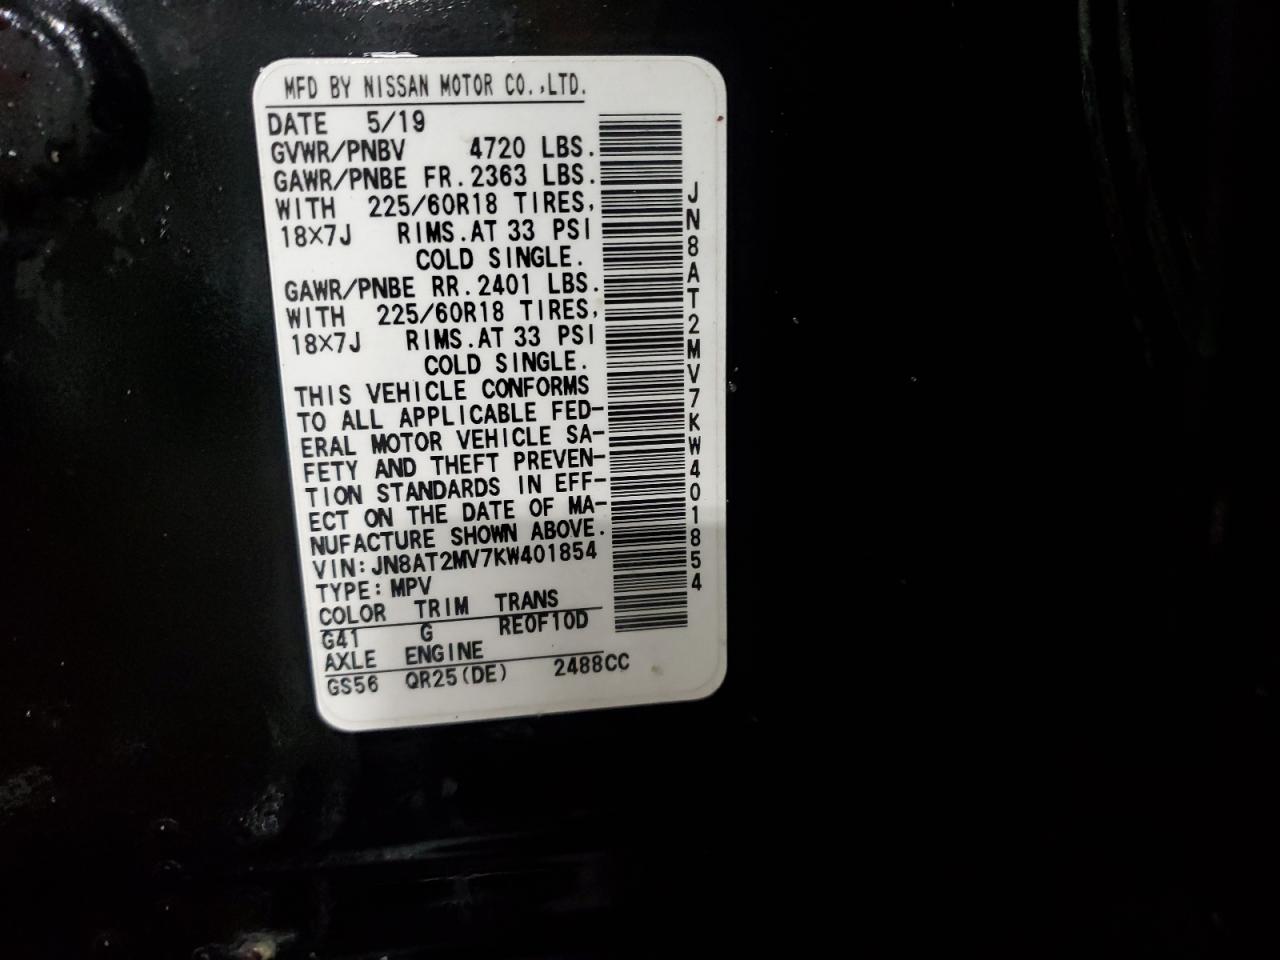 MFD BY NISSAN MOTOR CO.,LTD.
DATE 5/19
GVWR/PNBV 4720 LBS.
GAWR/PNBE FR.2363 LBS.
WITH 225/60R18 TIRES,
18X7J RIMS.AT 33 PSI
COLD SINGLE.
GAWR/PNBE RR.2401 LBS.
WITH 225/60R18 TIRES,
18X7J RIMS.AT 33 PSI
COLD SINGLE.
THIS VEHICLE CONFORMS
TO ALL APPLICABLE FED-
ERAL MOTOR VEHICLE SA-
FETY AND THEFT PREVEN-
TION STANDARDS IN EFF-
ECT ON THE DATE OF MA-
NUFACTURE SHOWN ABOVE.
VIN:JN8AT2MV7KW401854
TYPE:MPV
COLOR TRIM TRANS
G41 G RE0F10D
AXLE ENGINE
GS56 QR25(DE) 2488CC
JN8AT2MV7KW401854